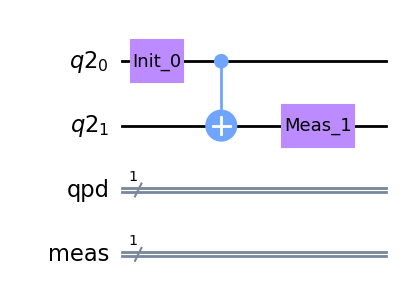 q2₀ Init_0
q2₁ Meas_1
qpd 1
meas 1